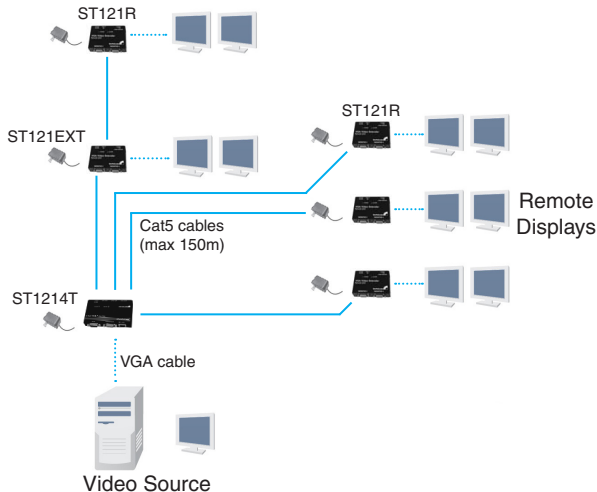 ST121R
ST121R
ST121EXT
Remote
Displays
Cat5 cables
(max 150m)
ST1214T
VGA cable
Video Source